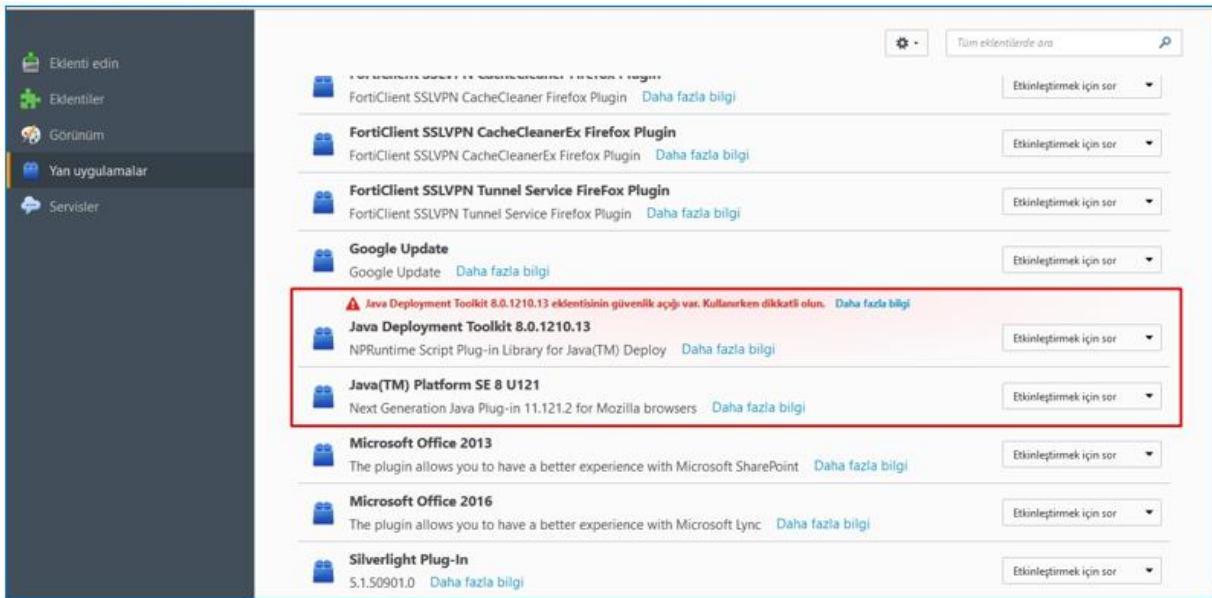 Tüm eklentilerde ara
Eklenti edin
Eklentiler
Görünüm
Yan uygulamalar
Servisler
FortiClient SSLVPN CacheCleaner Firefox Plugin
FortiClient SSLVPN CacheCleaner Firefox Plugin Daha fazla bilgi
Etkinleştirmek için sor
FortiClient SSLVPN CacheCleanerEx Firefox Plugin
FortiClient SSLVPN CacheCleanerEx Firefox Plugin Daha fazla bilgi
Etkinleştirmek için sor
FortiClient SSLVPN Tunnel Service FireFox Plugin
FortiClient SSLVPN Tunnel Service Firefox Plugin Daha fazla bilgi
Etkinleştirmek için sor
Google Update
Google Update Daha fazla bilgi
Etkinleştirmek için sor
Java Deployment Toolkit 8.0.1210.13 eklentisinin güvenlik açığı var. Kullanırken dikkatli olun. Daha fazla bilgi
Java Deployment Toolkit 8.0.1210.13
NPRuntime Script Plug-in Library for Java(TM) Deploy Daha fazla bilgi
Etkinleştirmek için sor
Java(TM) Platform SE 8 U121
Next Generation Java Plug-in 11.121.2 for Mozilla browsers Daha fazla bilgi
Etkinleştirmek için sor
Microsoft Office 2013
The plugin allows you to have a better experience with Microsoft SharePoint Daha fazla bilgi
Etkinleştirmek için sor
Microsoft Office 2016
The plugin allows you to have a better experience with Microsoft Lync Daha fazla bilgi
Etkinleştirmek için sor
Silverlight Plug-In
5.1.50901.0 Daha fazla bilgi
Etkinleştirmek için sor